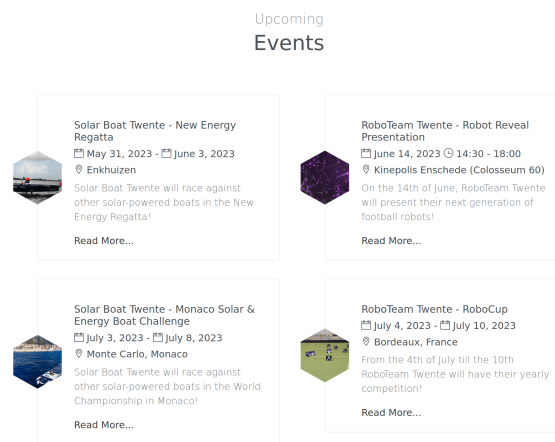 Upcoming
Events
Solar Boat Twente - New Energy
Regatta
May 31, 2023 - June 3, 2023
Enkhuizen
Solar Boat Twente will race against
other solar-powered boats in the New
Energy Regatta!
Read More...
RoboTeam Twente - Robot Reveal
Presentation
June 14, 2023 14:30 - 18:00
Kinepolis Enschede (Colosseum 60)
On the 14th of June, RoboTeam Twente
will present their next generation of
football robots!
Read More...
Solar Boat Twente - Monaco Solar &
Energy Boat Challenge
July 3, 2023 - July 8, 2023
Monte Carlo, Monaco
Solar Boat Twente will race against
other solar-powered boats in the World
Championship in Monaco!
Read More...
RoboTeam Twente - RoboCup
July 4, 2023 - July 10, 2023
Bordeaux, France
From the 4th of July till the 10th
RoboTeam Twente will have their yearly
competition!
Read More...